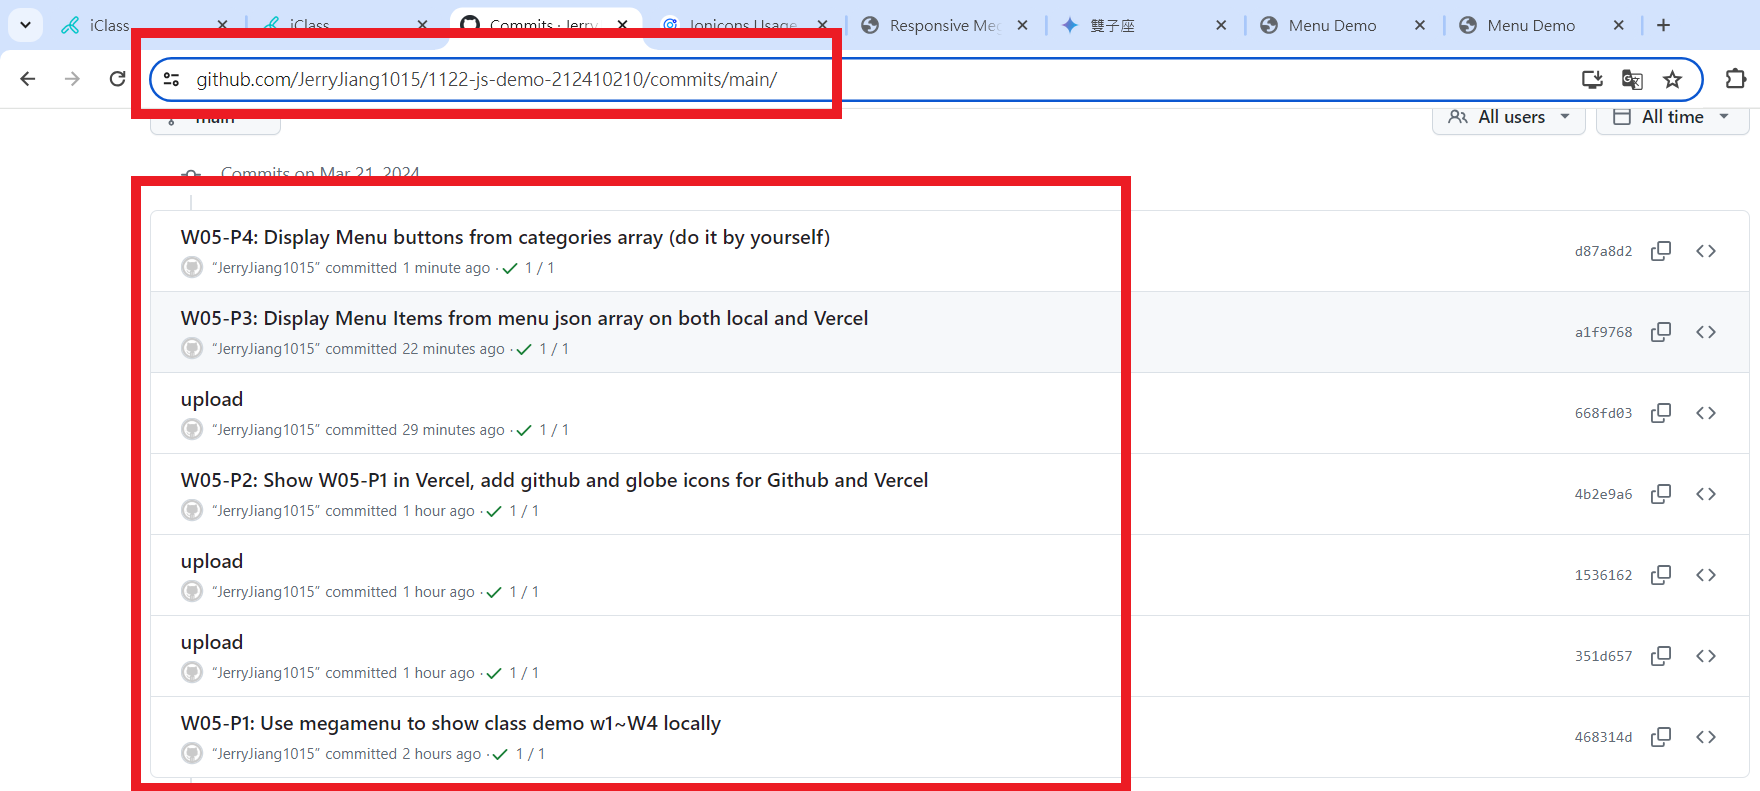 iClass
iClass
Commits · Jerry
Ionicons Usage
Responsive Meg
雙子座
Menu Demo
Menu Demo
github.com/JerryJiang1015/1122-js-demo-212410210/commits/main/
main
All users
All time
Commits on Mar 21, 2024
W05-P4: Display Menu buttons from categories array (do it by yourself)
“JerryJiang1015” committed 1 minute ago · 1 / 1
d87a8d2
W05-P3: Display Menu Items from menu json array on both local and Vercel
“JerryJiang1015” committed 22 minutes ago · 1 / 1
a1f9768
upload
“JerryJiang1015” committed 29 minutes ago · 1 / 1
668fd03
W05-P2: Show W05-P1 in Vercel, add github and globe icons for Github and Vercel
“JerryJiang1015” committed 1 hour ago · 1 / 1
4b2e9a6
upload
“JerryJiang1015” committed 1 hour ago · 1 / 1
1536162
upload
“JerryJiang1015” committed 1 hour ago · 1 / 1
351d657
W05-P1: Use megamenu to show class demo w1~W4 locally
“JerryJiang1015” committed 2 hours ago · 1 / 1
468314d